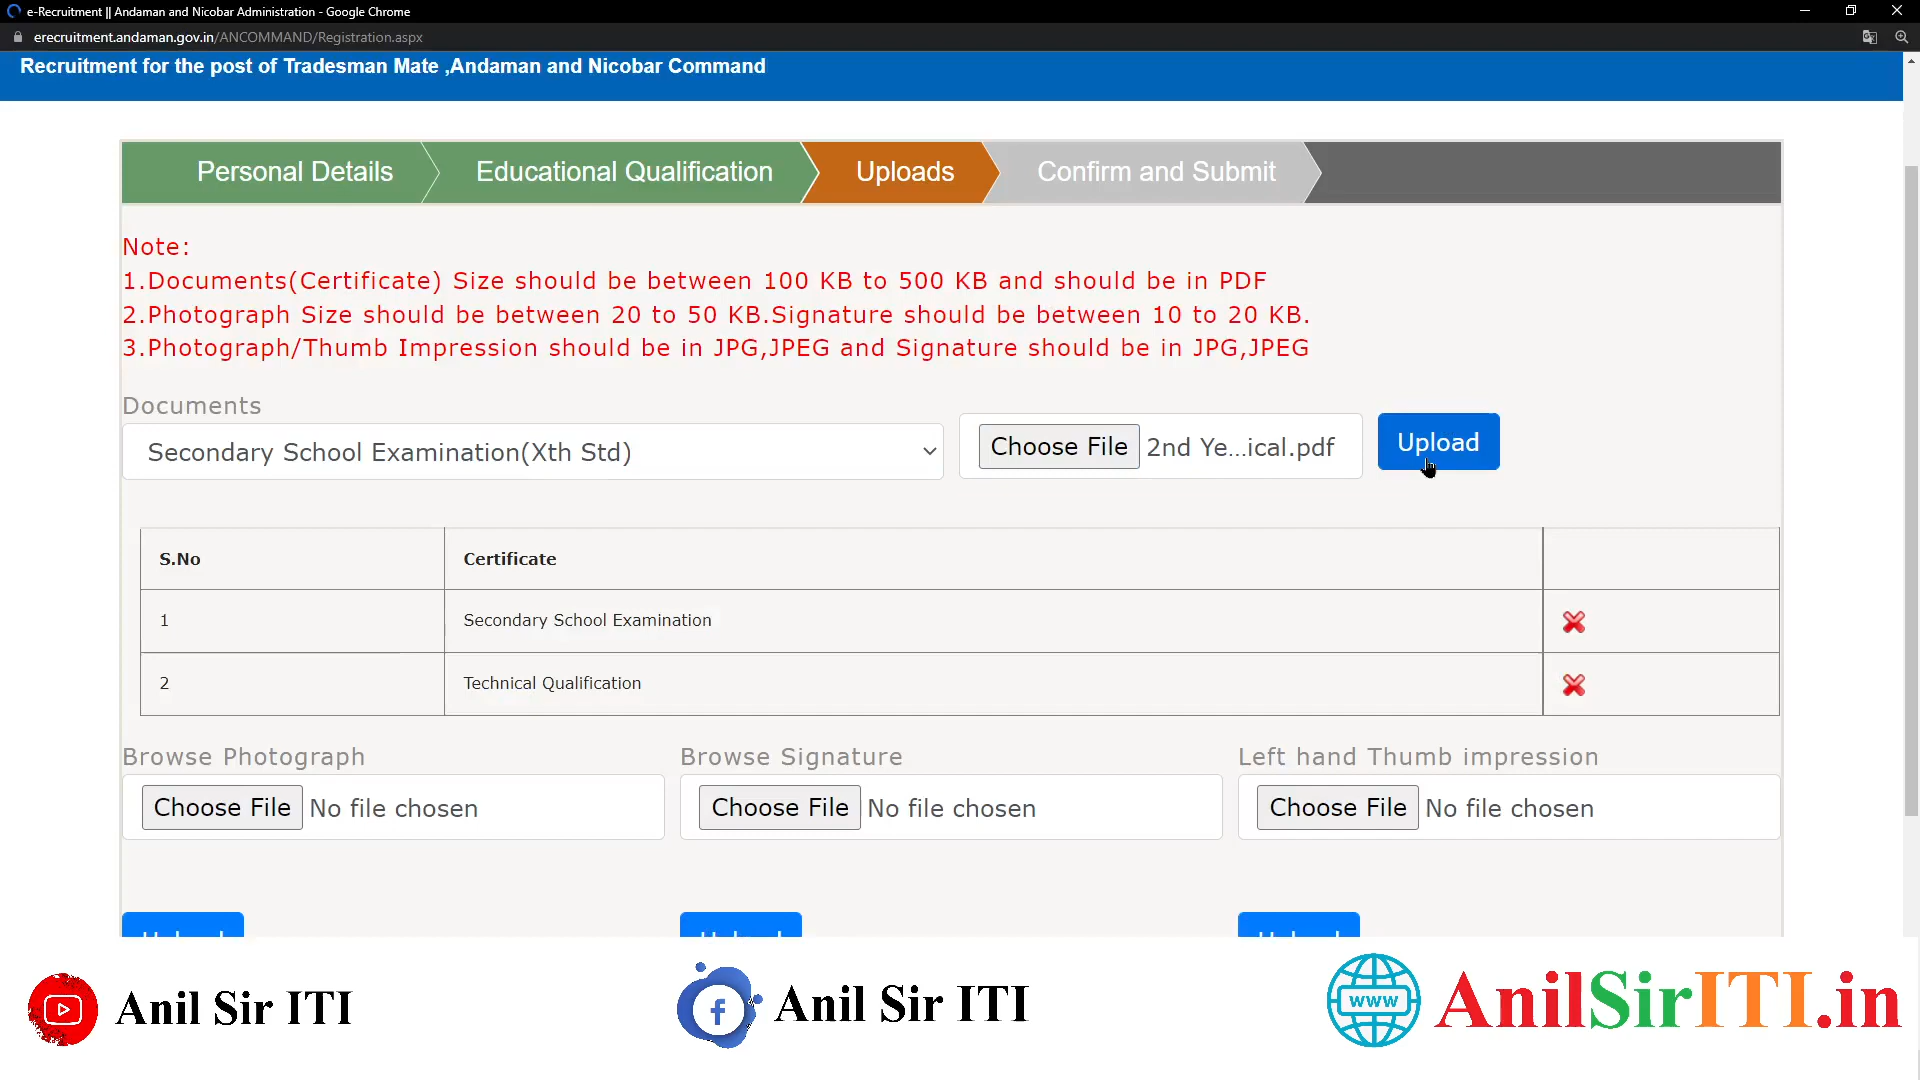 e-Recruitment || Andaman and Nicobar Administration - Google Chrome
erecruitment.andaman.gov.in/ANCOMMAND/Registration.aspx
Recruitment for the post of Tradesman Mate ,Andaman and Nicobar Command
Personal Details Educational Qualification Uploads Confirm and Submit
Note:
1.Documents(Certificate) Size should be between 100 KB to 500 KB and should be in PDF
2.Photograph Size should be between 20 to 50 KB.Signature should be between 10 to 20 KB.
3.Photograph/Thumb Impression should be in JPG,JPEG and Signature should be in JPG,JPEG
Documents
Secondary School Examination(Xth Std) Choose File 2nd Ye...ical.pdf Upload
S.No Certificate
1 Secondary School Examination
2 Technical Qualification
Browse Photograph Browse Signature Left hand Thumb impression
Choose File No file chosen Choose File No file chosen Choose File No file chosen
Upload Upload Upload
Anil Sir ITI Anil Sir ITI www AnilSirITI.in